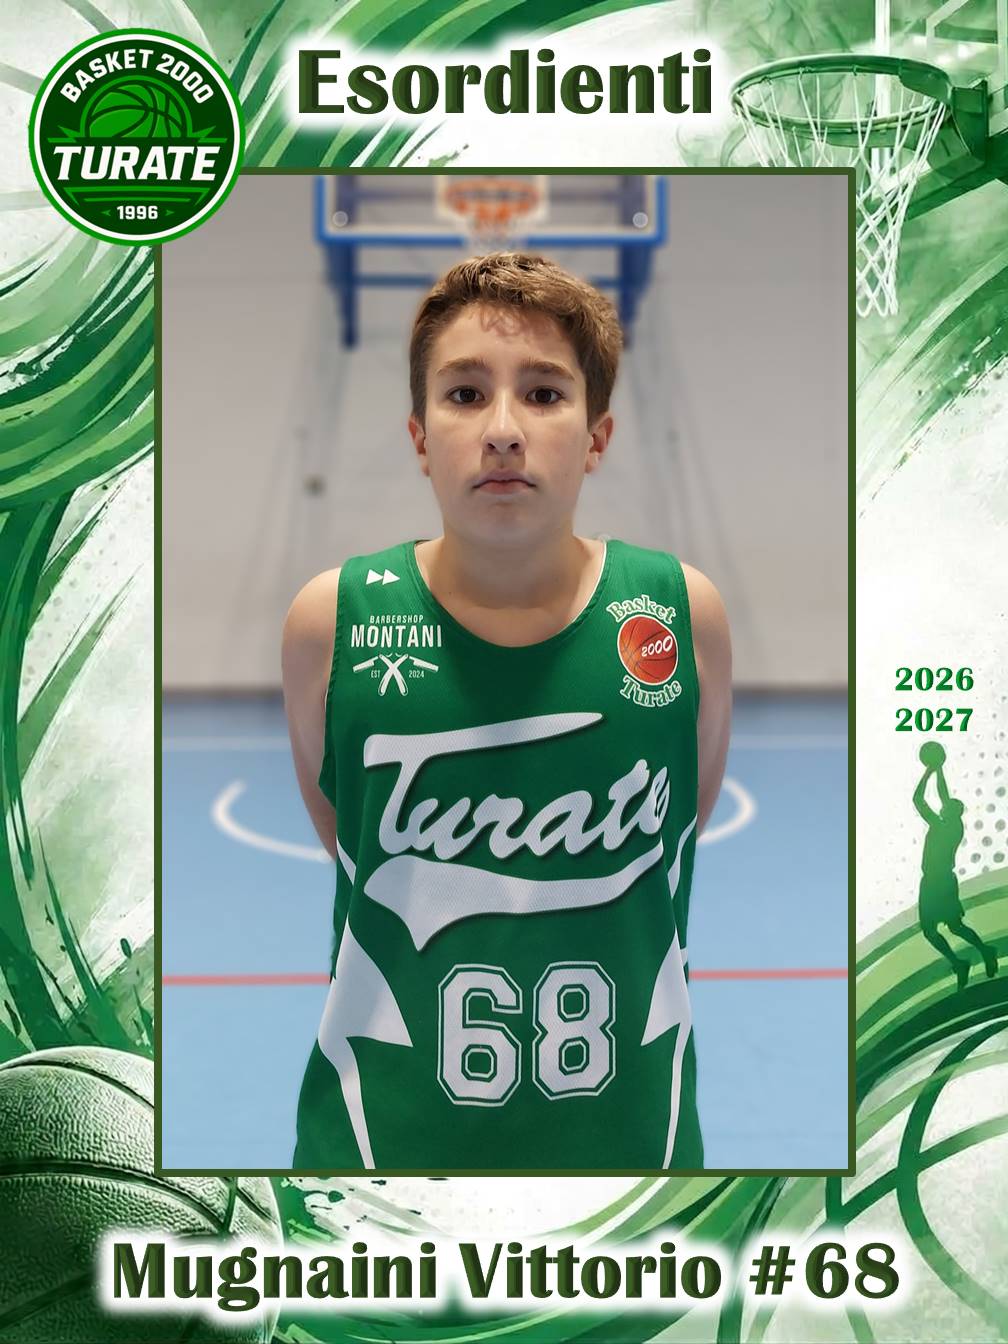 Esordienti
BASKET 2000
TURATE
1996
BARBERSHOP
MONTANI
EST 2024
Basket
2000
Turate
Turate
68
2026
2027
Mugnaini Vittorio #68